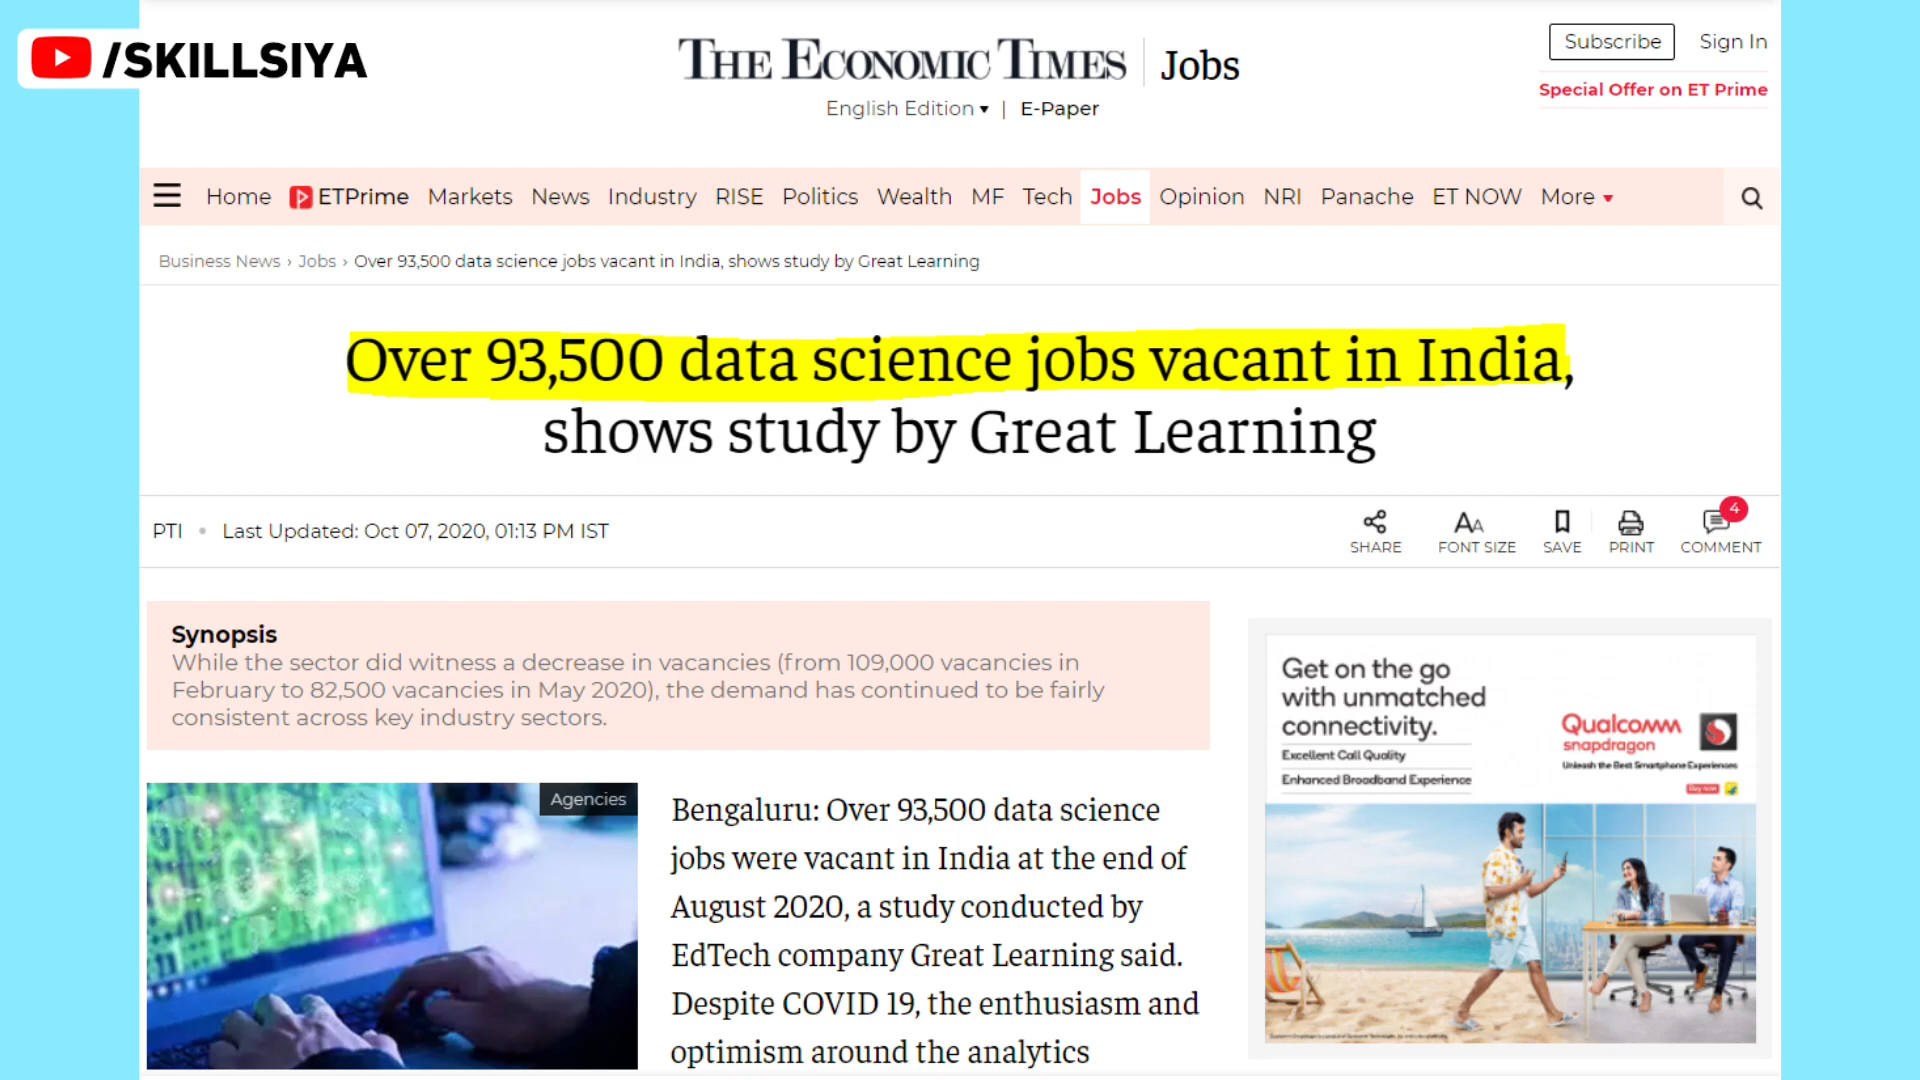 /SKILLSIYA
THE ECONOMIC TIMES | Jobs
English Edition ▾ | E-Paper
Subscribe Sign In
Special Offer on ET Prime
Home ETPrime Markets News Industry RISE Politics Wealth MF Tech Jobs Opinion NRI Panache ET NOW More ▾
Business News › Jobs › Over 93,500 data science jobs vacant in India, shows study by Great Learning
Over 93,500 data science jobs vacant in India,
shows study by Great Learning
PTI • Last Updated: Oct 07, 2020, 01:13 PM IST
SHARE
FONT SIZE
SAVE
PRINT
4
COMMENT
Synopsis
While the sector did witness a decrease in vacancies (from 109,000 vacancies in
February to 82,500 vacancies in May 2020), the demand has continued to be fairly
consistent across key industry sectors.
Agencies
Bengaluru: Over 93,500 data science
jobs were vacant in India at the end of
August 2020, a study conducted by
EdTech company Great Learning said.
Despite COVID 19, the enthusiasm and
optimism around the analytics
Get on the go
with unmatched
connectivity.
Excellent Call Quality
Enhanced Broadband Experience
Qualcomm
snapdragon
Unleash the Best Smartphone Experiences
Buy now